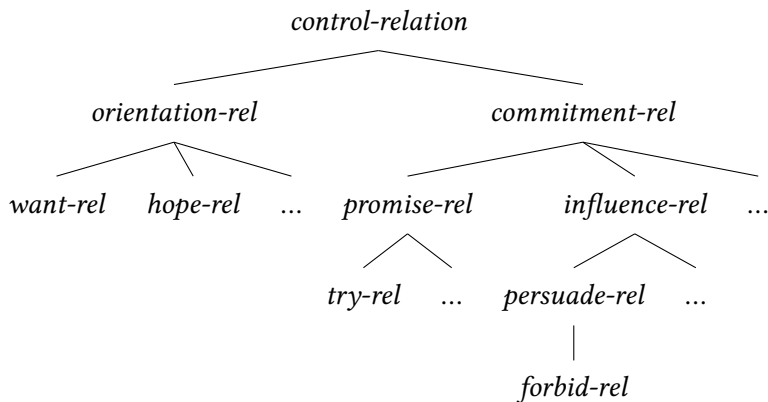 control-relation
orientation-rel commitment-rel
want-rel hope-rel ... promise-rel influence-rel ...
try-rel ... persuade-rel ...
forbid-rel